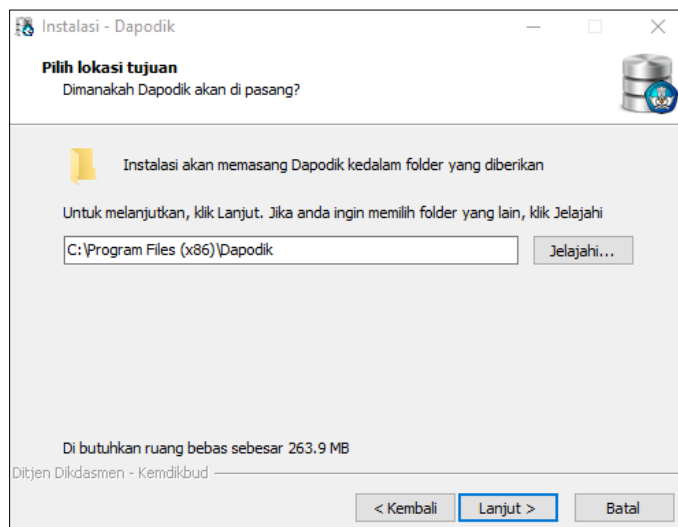 Instalasi - Dapodik
Pilih lokasi tujuan
Dimanakah Dapodik akan di pasang?
Instalasi akan memasang Dapodik kedalam folder yang diberikan
Untuk melanjutkan, klik Lanjut. Jika anda ingin memilih folder yang lain, klik Jelajahi
C:\Program Files (x86)\Dapodik
Jelajahi...
Di butuhkan ruang bebas sebesar 263.9 MB
Ditjen Dikdasmen - Kemdikbud
< Kembali
Lanjut >
Batal